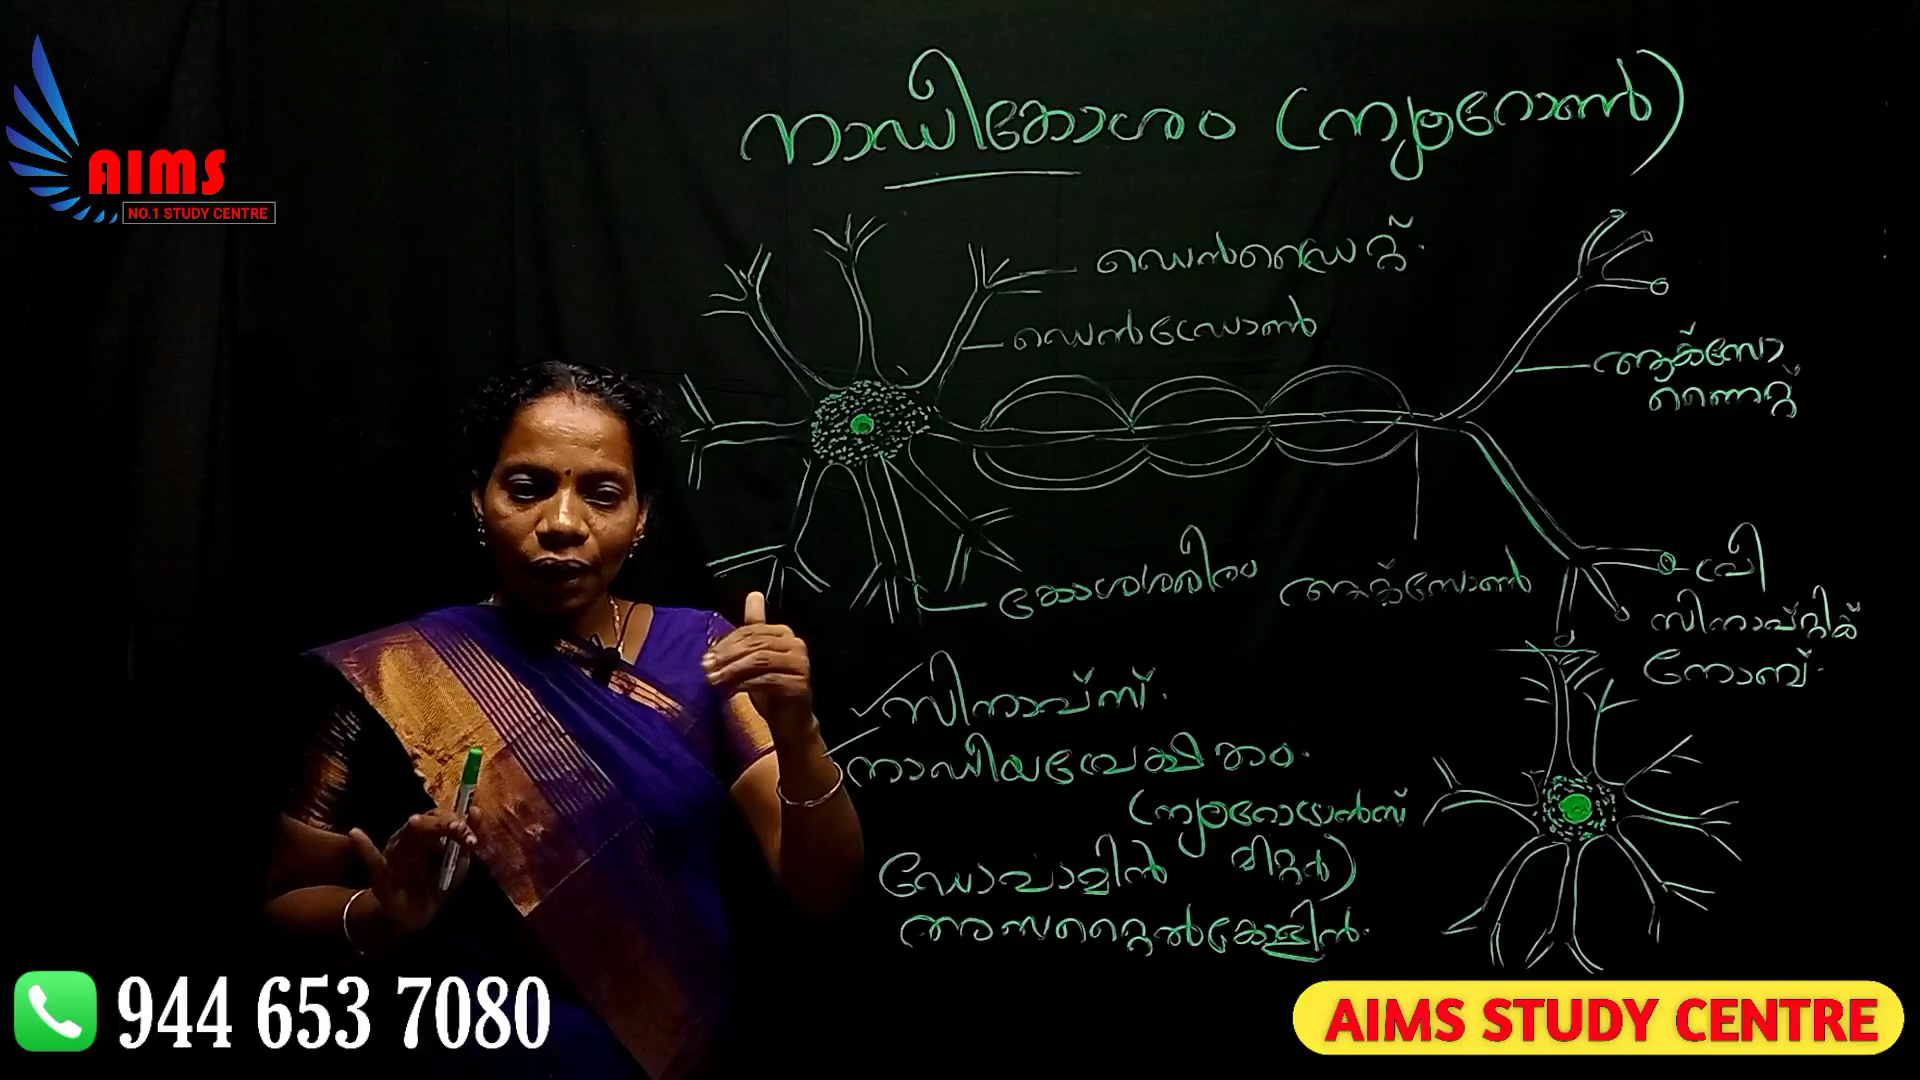 AIMS
NO.1 STUDY CENTRE
നാഡീകോശം (ന്യൂറോൺ)
ഡെൻഡ്രൈറ്റ്
ഡെൻഡ്രോൺ
ആക്സോ
ണൈറ്റ്
കോശശരീരം
ആക്സോൺ
സിനാപ്റ്റിക്
നോബ്
സിനാപ്സ്
നാഡീയപ്രേക്ഷിതം
(ന്യൂറോട്രാൻസ്
മിറ്റർ)
ഡോപാമിൻ
അസറ്റൈൽകോളിൻ
944 653 7080
AIMS STUDY CENTRE